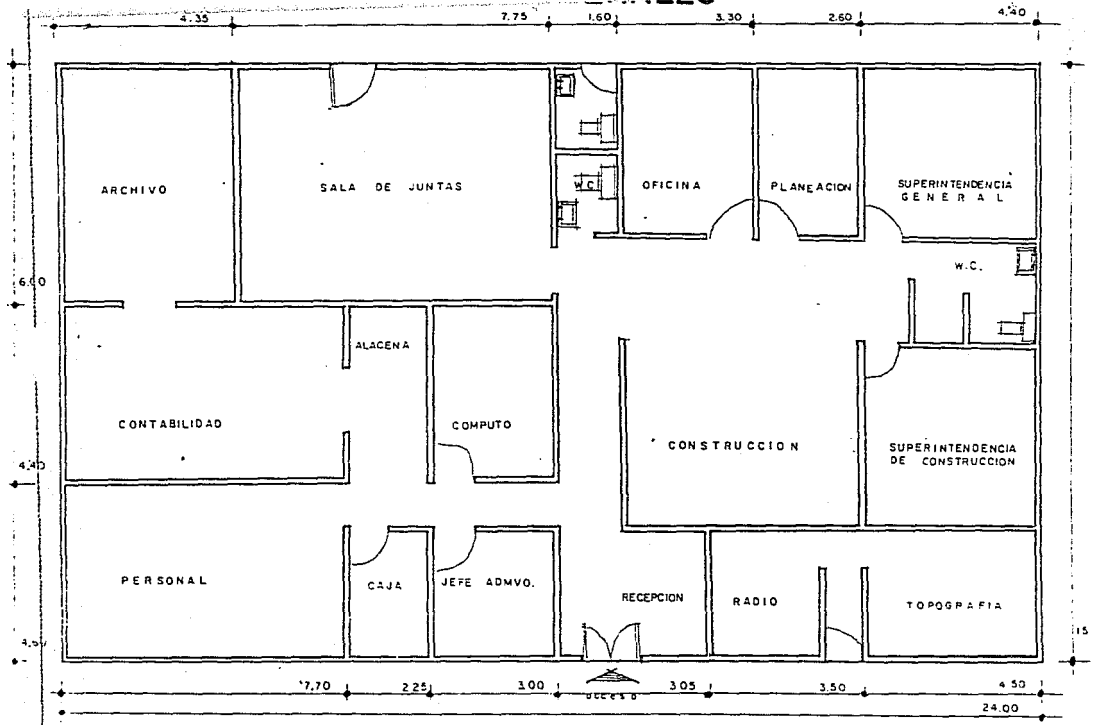 4.35 7.75 1.60 3.30 2.60 4.40
ARCHIVO
SALA DE JUNTAS
W.C.
OFICINA
PLANEACION
SUPERINTENDENCIA
GENERAL
W.C.
6.00
ALACENA
CONTABILIDAD
COMPUTO
CONSTRUCCION
SUPERINTENDENCIA
DE CONSTRUCCION
4.40
PERSONAL
CAJA
JEFE ADMVO.
RECEPCION
RADIO
TOPOGRAFIA
15
7.70 2.25 3.00 3.05 3.50 4.50
24.00